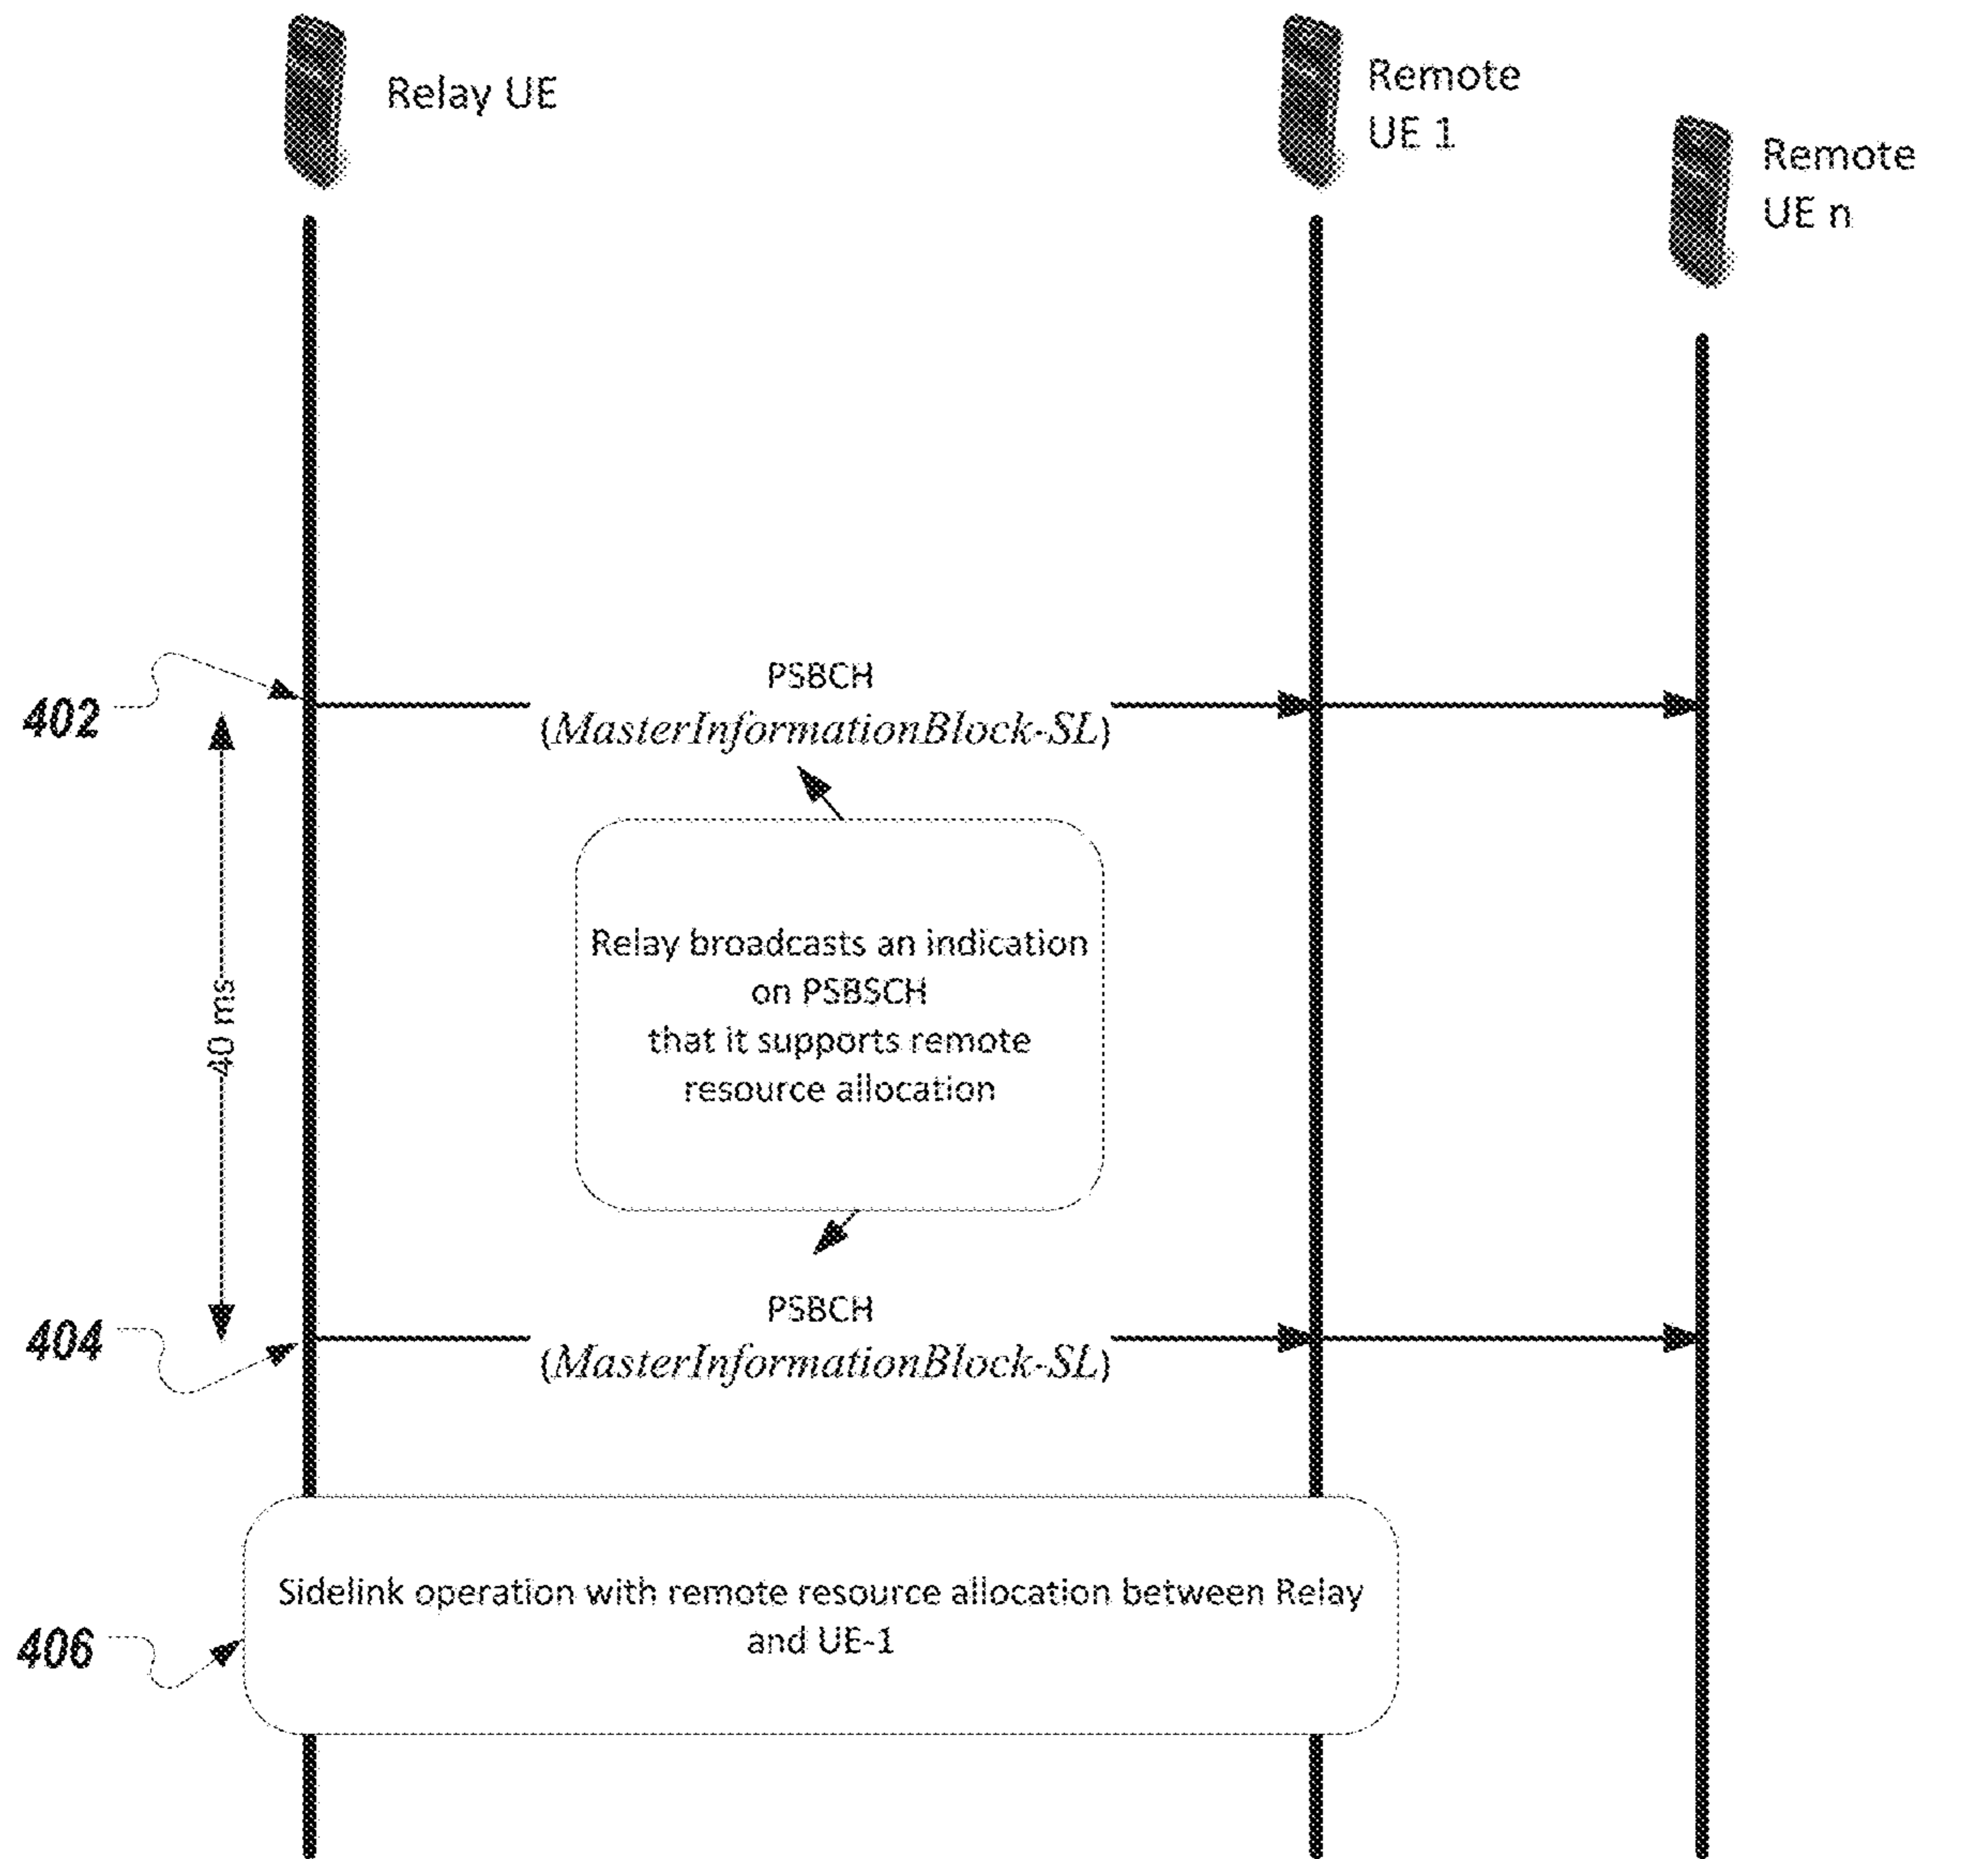 Relay UE
Remote
UE 1
Remote
UE n
402
PSBCH
(MasterInformationBlock-SL)
40 ms
Relay broadcasts an indication
on PSBSCH
that it supports remote
resource allocation
404
PSBCH
(MasterInformationBlock-SL)
406
Sidelink operation with remote resource allocation between Relay
and UE-1